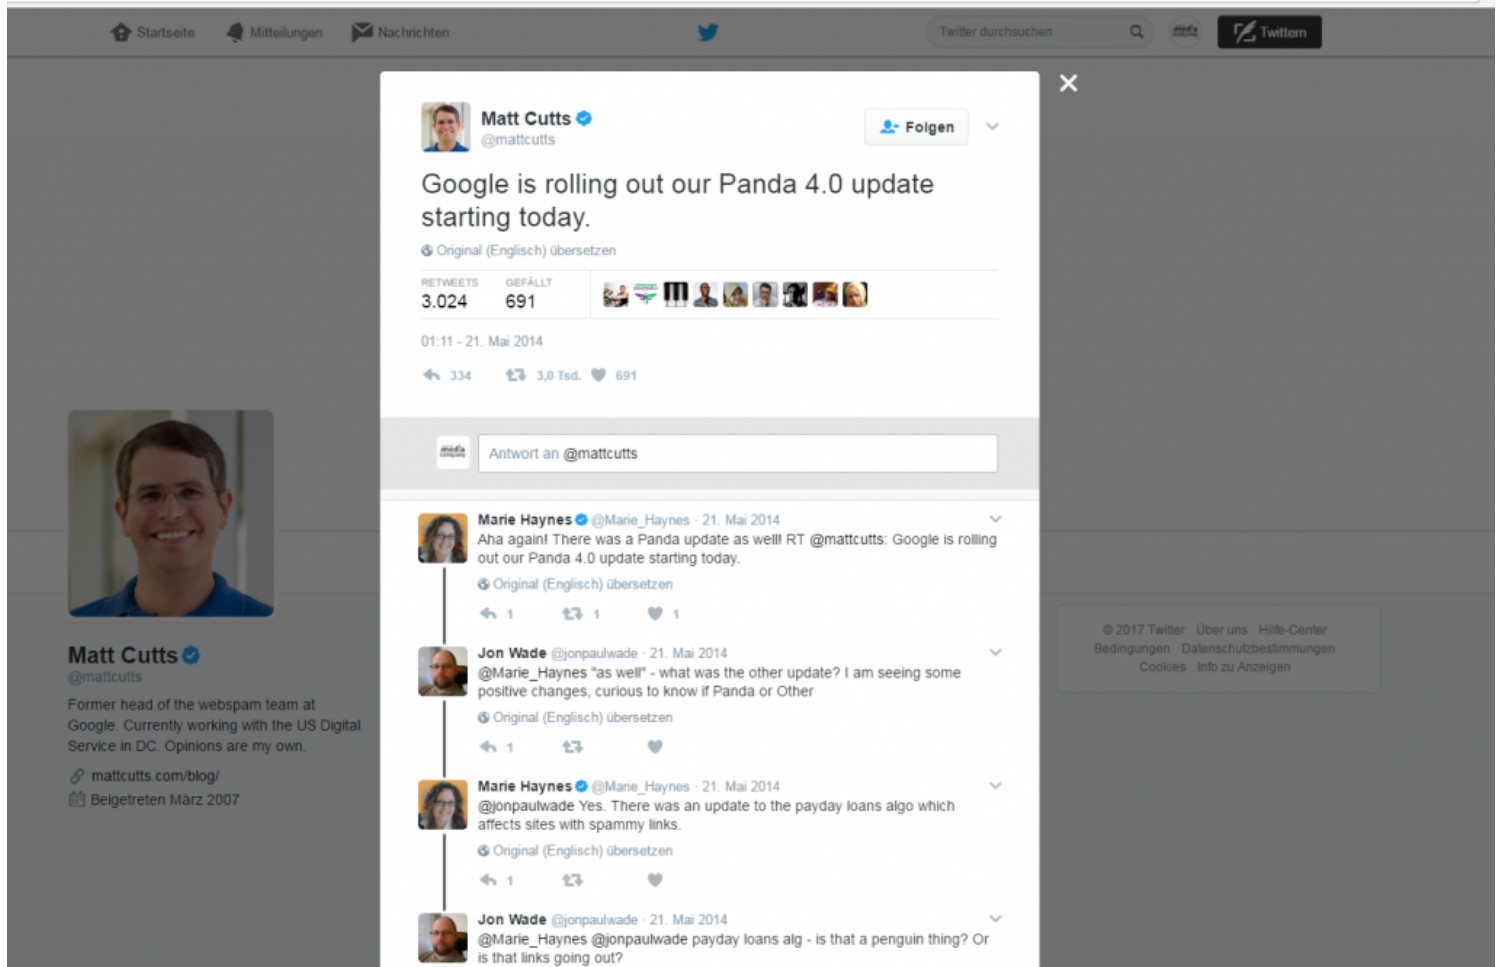 Startseite Mitteilungen Nachrichten Twitter durchsuchen Twittern
Matt Cutts
@mattcutts
Folgen
Google is rolling out our Panda 4.0 update
starting today.
Original (Englisch) übersetzen
RETWEETS GEFÄLLT
3.024 691
01:11 - 21. Mai 2014
334 3,0 Tsd. 691
media
company
Antwort an @mattcutts
Marie Haynes @Marie_Haynes · 21. Mai 2014
Aha again! There was a Panda update as well! RT @mattcutts: Google is rolling
out our Panda 4.0 update starting today.
Original (Englisch) übersetzen
1 1 1
Jon Wade @jonpaulwade · 21. Mai 2014
@Marie_Haynes "as well" - what was the other update? I am seeing some
positive changes, curious to know if Panda or Other
Original (Englisch) übersetzen
1
Marie Haynes @Marie_Haynes · 21. Mai 2014
@jonpaulwade Yes. There was an update to the payday loans algo which
affects sites with spammy links.
Original (Englisch) übersetzen
1
Jon Wade @jonpaulwade · 21. Mai 2014
@Marie_Haynes @jonpaulwade payday loans alg - is that a penguin thing? Or
is that links going out?
Matt Cutts
@mattcutts
Former head of the webspam team at
Google. Currently working with the US Digital
Service in DC. Opinions are my own.
mattcutts.com/blog/
Beigetreten März 2007
© 2017 Twitter Über uns Hilfe-Center
Bedingungen Datenschutzbestimmungen
Cookies Info zu Anzeigen